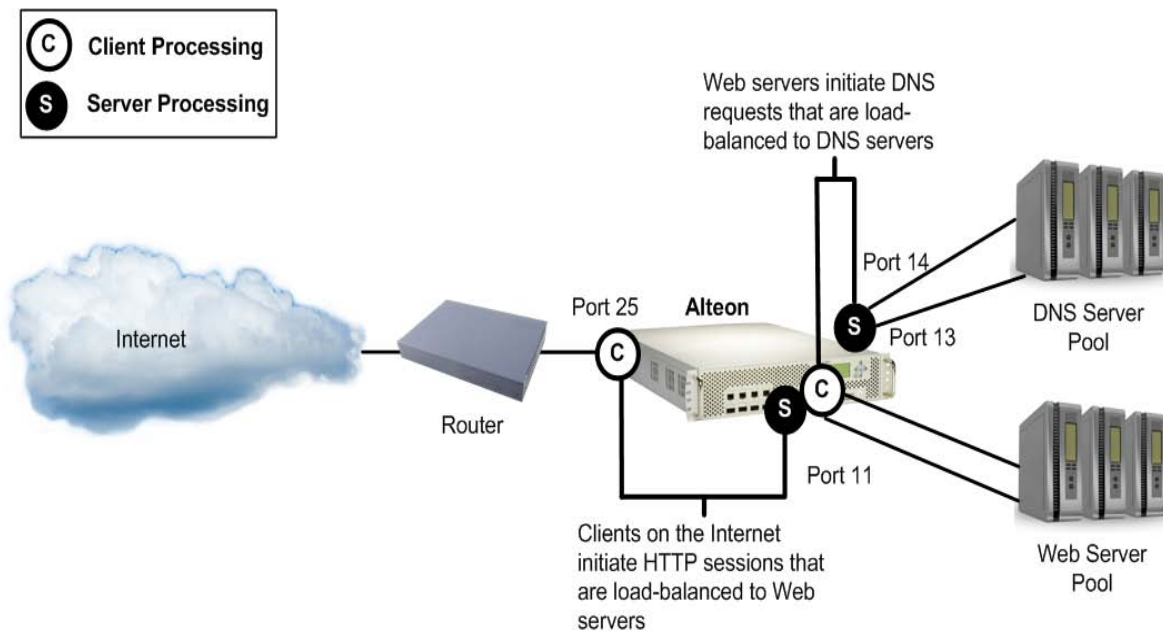 C Client Processing
S Server Processing
Web servers initiate DNS
requests that are load-
balanced to DNS servers
Port 14
Port 25
Alteon
S
Port 13
DNS Server
Pool
Internet
C
Router
C
S
Port 11
Web Server
Pool
Clients on the Internet
initiate HTTP sessions that
are load-balanced to Web
servers